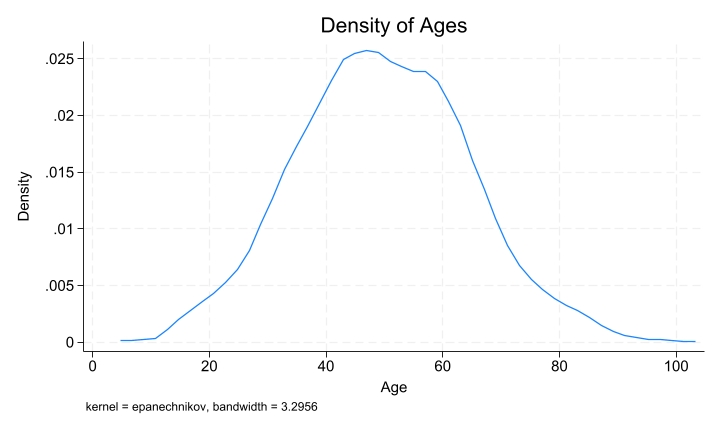 Density of Ages
Density
.025
.02
.015
.01
.005
0
0 20 40 60 80 100
Age
kernel = epanechnikov, bandwidth = 3.2956